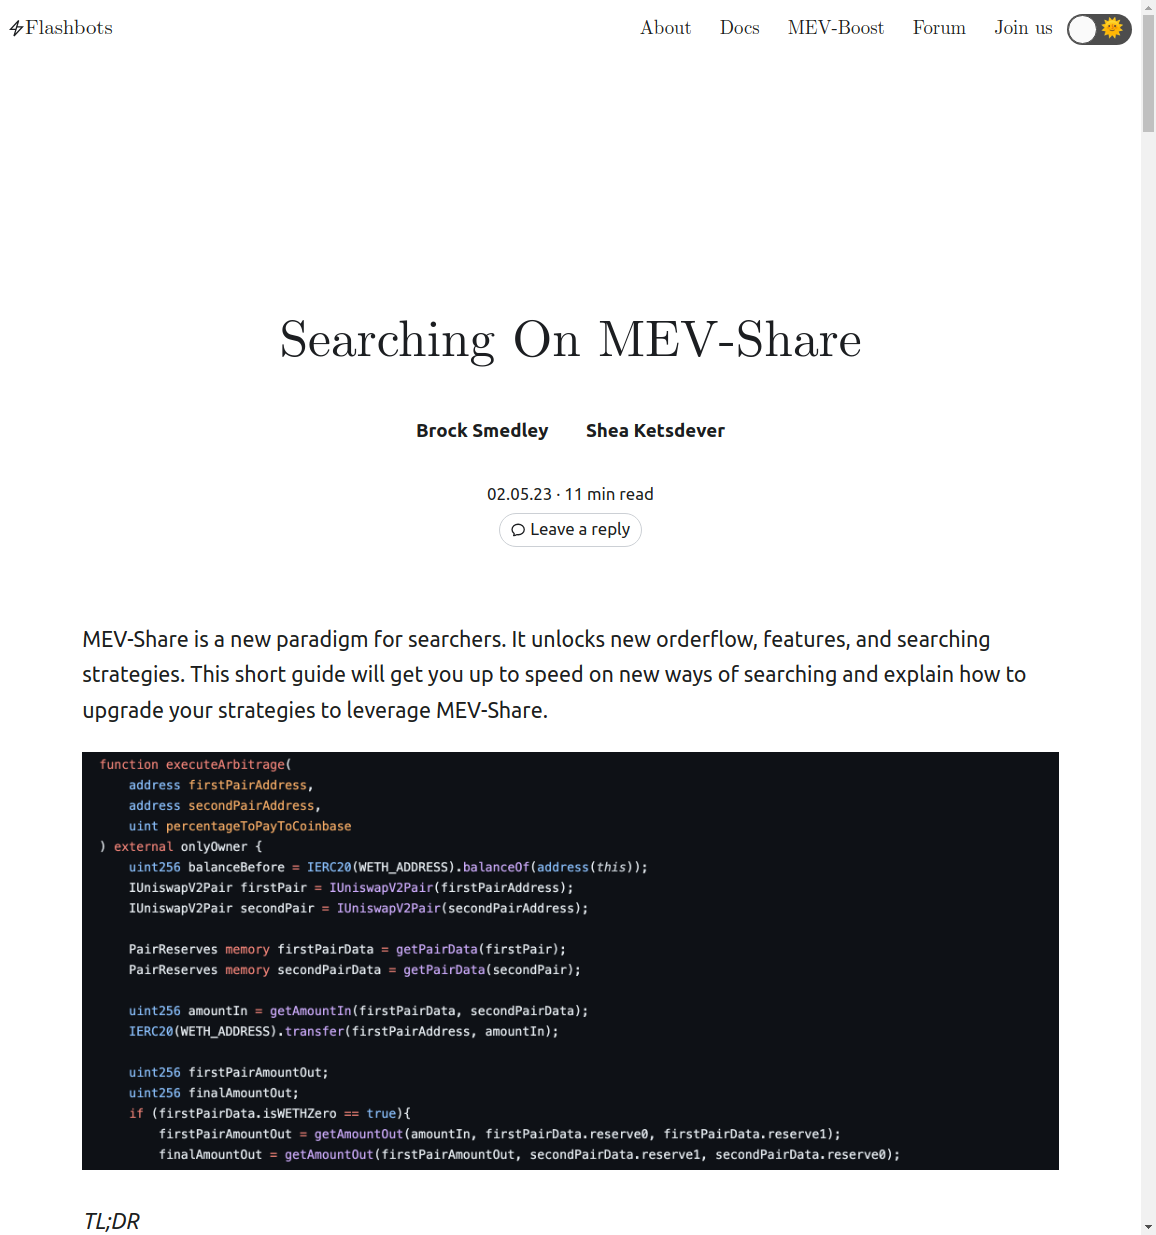 Flashbots
About Docs MEV-Boost Forum Join us
Searching On MEV-Share
Brock Smedley Shea Ketsdever
02.05.23 · 11 min read
Leave a reply
MEV-Share is a new paradigm for searchers. It unlocks new orderflow, features, and searching
strategies. This short guide will get you up to speed on new ways of searching and explain how to
upgrade your strategies to leverage MEV-Share.
function executeArbitrage(
    address firstPairAddress,
    address secondPairAddress,
    uint percentageToPayToCoinbase
) external onlyOwner {
    uint256 balanceBefore = IERC20(WETH_ADDRESS).balanceOf(address(this));
    IUniswapV2Pair firstPair = IUniswapV2Pair(firstPairAddress);
    IUniswapV2Pair secondPair = IUniswapV2Pair(secondPairAddress);
    PairReserves memory firstPairData = getPairData(firstPair);
    PairReserves memory secondPairData = getPairData(secondPair);
    uint256 amountIn = getAmountIn(firstPairData, secondPairData);
    IERC20(WETH_ADDRESS).transfer(firstPairAddress, amountIn);
    uint256 firstPairAmountOut;
    uint256 finalAmountOut;
    if (firstPairData.isWETHZero == true){
        firstPairAmountOut = getAmountOut(amountIn, firstPairData.reserve0, firstPairData.reserve1);
        finalAmountOut = getAmountOut(firstPairAmountOut, secondPairData.reserve1, secondPairData.reserve0);
TL;DR